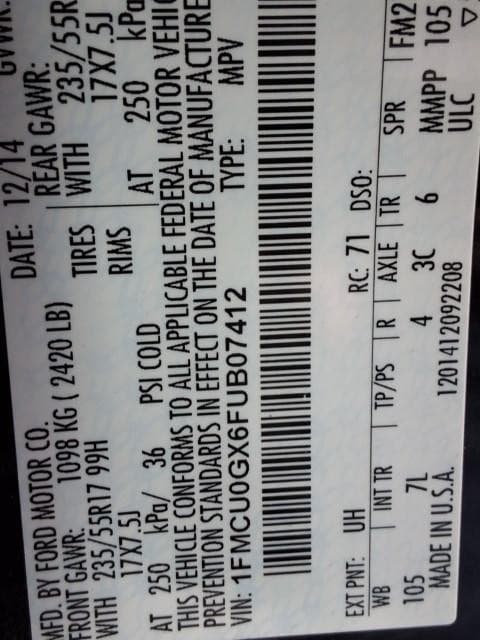 MFD. BY FORD MOTOR CO. DATE: 12/14 GVWR:
FRONT GAWR: REAR GAWR:
1098 KG ( 2420 LB)
WITH 235/55R17 99H TIRES WITH 235/55R
17X7.5J RIMS 17X7.5J
AT 250 kPa/ 36 PSI COLD AT 250 kPa
THIS VEHICLE CONFORMS TO ALL APPLICABLE FEDERAL MOTOR VEHIC
PREVENTION STANDARDS IN EFFECT ON THE DATE OF MANUFACTURE
VIN: 1FMCU0GX6FUB07412 TYPE: MPV
EXT PNT: UH RC: 71 DSO:
WB | INT TR | TP/PS | R | AXLE | TR | SPR | FM2
105 7L 4 3C 6 MMPP 105
MADE IN U.S.A. 1201412092208 ULC